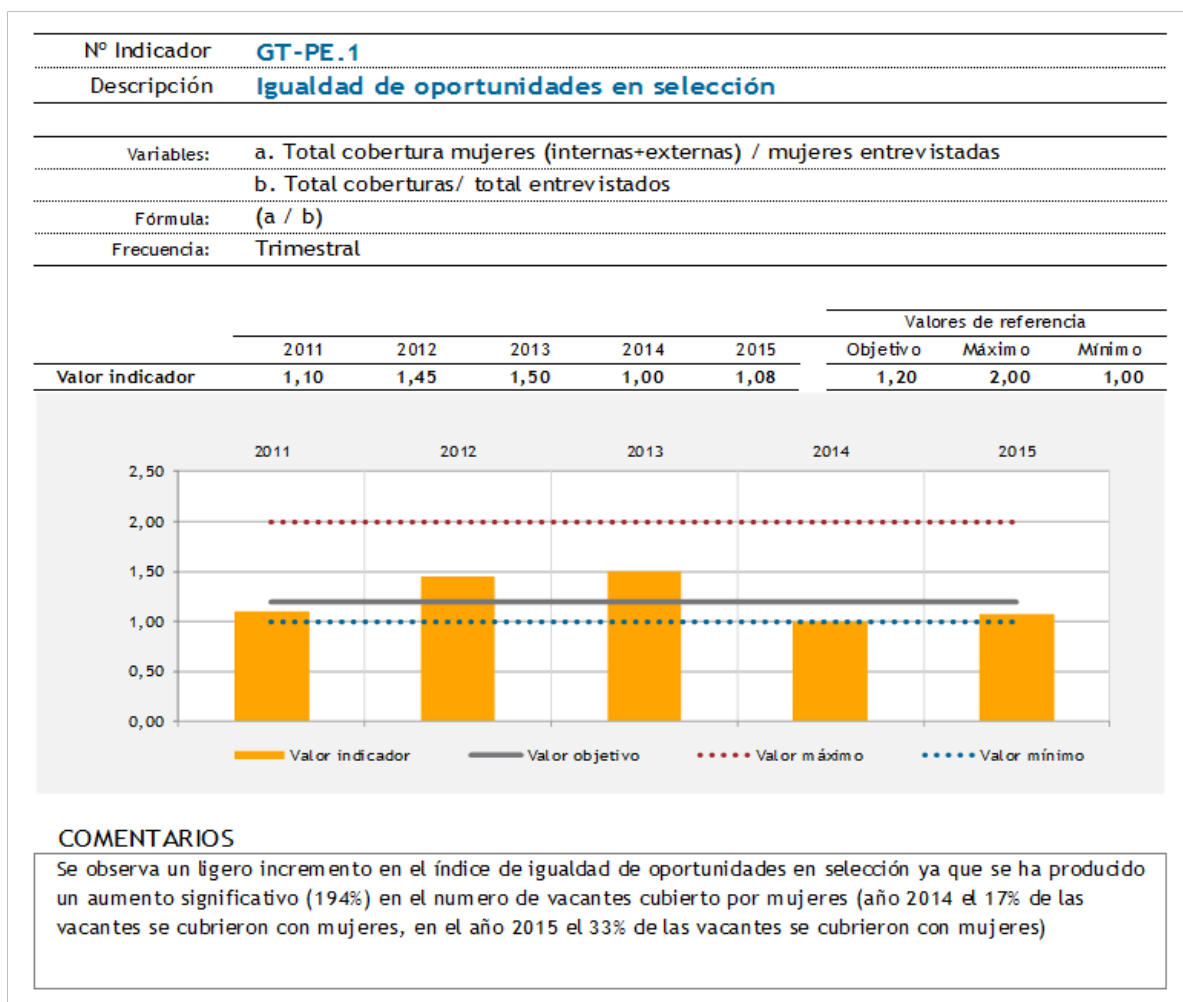 Nº Indicador GT-PE.1
Descripción Igualdad de oportunidades en selección
Variables: a. Total cobertura mujeres (internas+externas) / mujeres entrevistadas
b. Total coberturas/ total entrevistados
Fórmula: (a / b)
Frecuencia: Trimestral
Valores de referencia
2011 2012 2013 2014 2015 Objetivo Máximo Mínimo
Valor indicador 1,10 1,45 1,50 1,00 1,08 1,20 2,00 1,00
2011 2012 2013 2014 2015
2,50
2,00
1,50
1,00
0,50
0,00
Valor indicador Valor objetivo Valor máximo Valor mínimo
COMENTARIOS
Se observa un ligero incremento en el índice de igualdad de oportunidades en selección ya que se ha producido
un aumento significativo (194%) en el numero de vacantes cubierto por mujeres (año 2014 el 17% de las
vacantes se cubrieron con mujeres, en el año 2015 el 33% de las vacantes se cubrieron con mujeres)